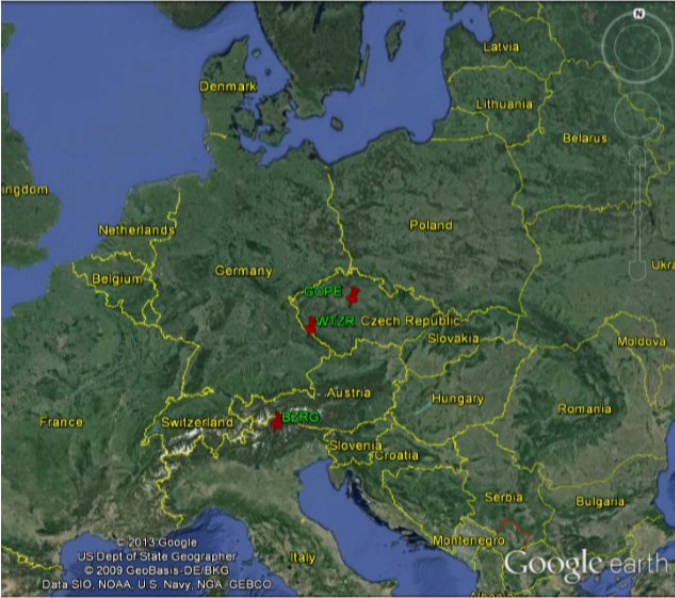 N
Latvia
Denmark
Lithuania
Belarus
ingdom
Netherlands
Poland
Belgium
Germany
Ukra
GOPE
WTZR
Czech Republic
Slovakia
Moldova
Austria
Hungary
Romania
France
Switzerland
BZRG
Slovenia
Croatia
Serbia
Bulgaria
Montenegro
Italy
© 2013 Google
US Dept of State Geographer
© 2009 GeoBasis-DE/BKG
Data SIO, NOAA, U.S. Navy, NGA, GEBCO
Google earth
Albania